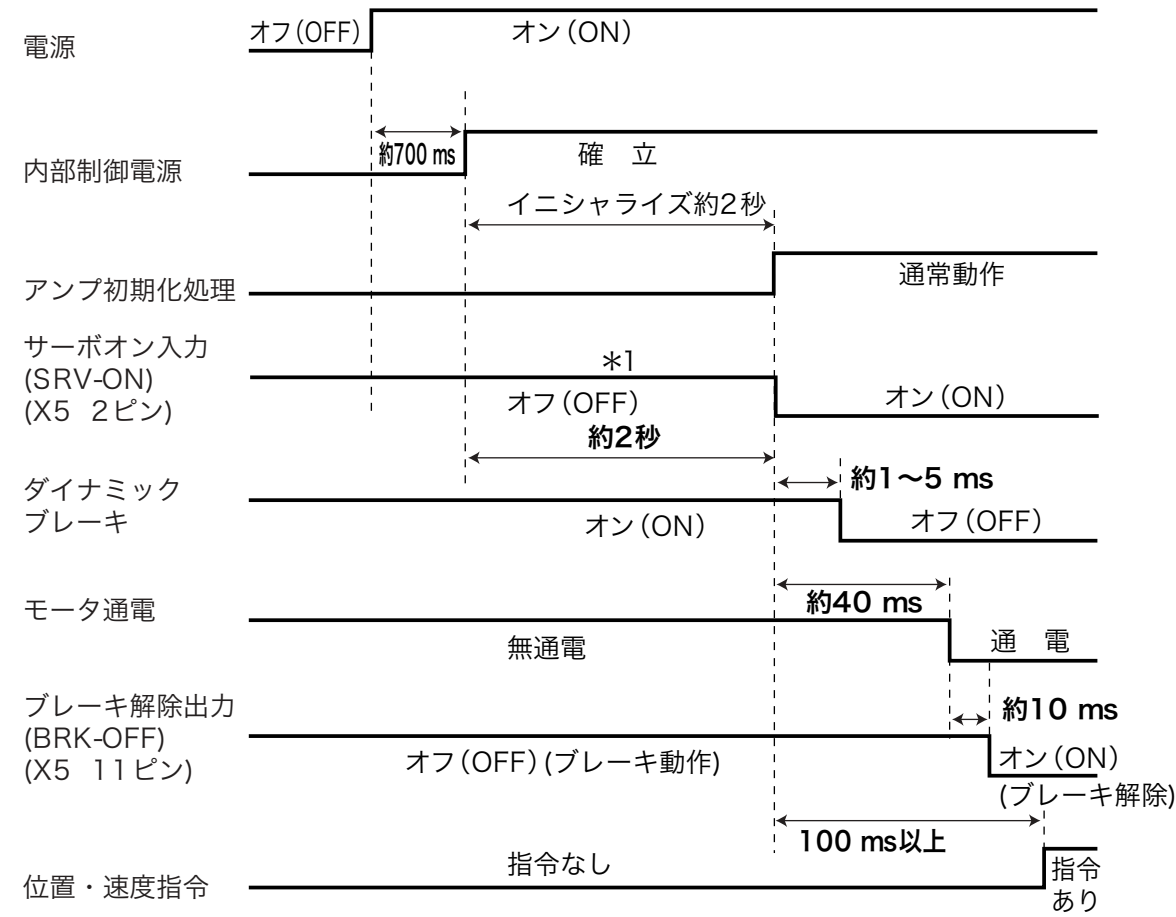 電源
オフ(OFF)
オン(ON)
約700 ms
内部制御電源
確 立
イニシャライズ約2秒
アンプ初期化処理
通常動作
サーボオン入力
(SRV-ON)
(X5 2ピン)
*1
オフ(OFF)
オン(ON)
約2秒
ダイナミック
ブレーキ
約1〜5 ms
オン(ON)
オフ(OFF)
モータ通電
約40 ms
無通電
通 電
ブレーキ解除出力
(BRK-OFF)
(X5 11ピン)
約10 ms
オフ(OFF)(ブレーキ動作)
オン(ON)
(ブレーキ解除)
100 ms以上
位置・速度指令
指令なし
指令
あり